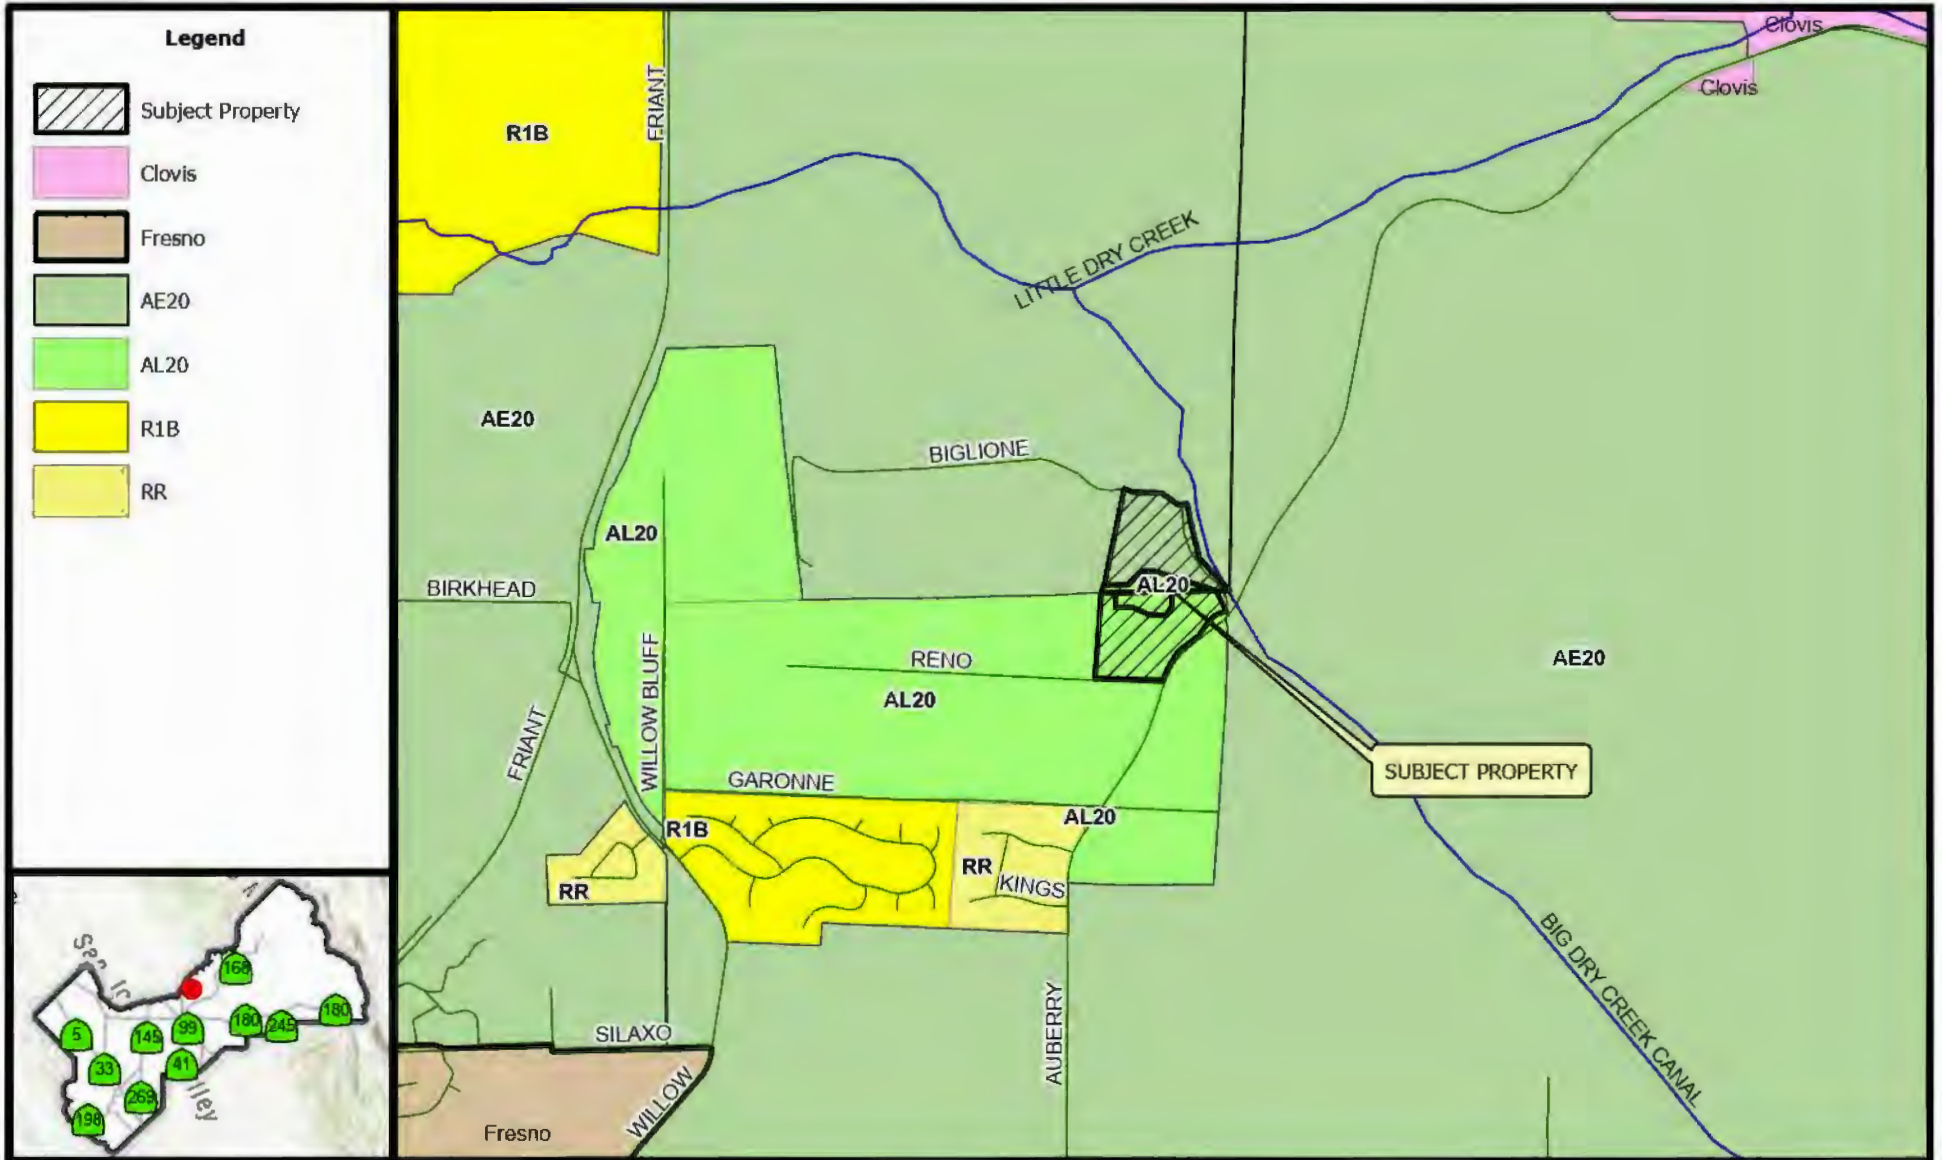 Legend
Subject Property
Clovis
Fresno
AE20
AL20
R1B
RR
Clovis
Clovis
FRIANT
R1B
LITTLE DRY CREEK
AE20
BIGLIONE
AL20
BIRKHEAD
AL20
WILLOW BLUFF
RENO
AL20
AE20
FRIANT
GARONNE
SUBJECT PROPERTY
R1B
AL20
RR
KINGS
RR
BIG DRY CREEK CANAL
AUBERRY
SILAXO
WILLOW
Fresno
168
180
180
245
99
145
5
33
41
269
198
lley